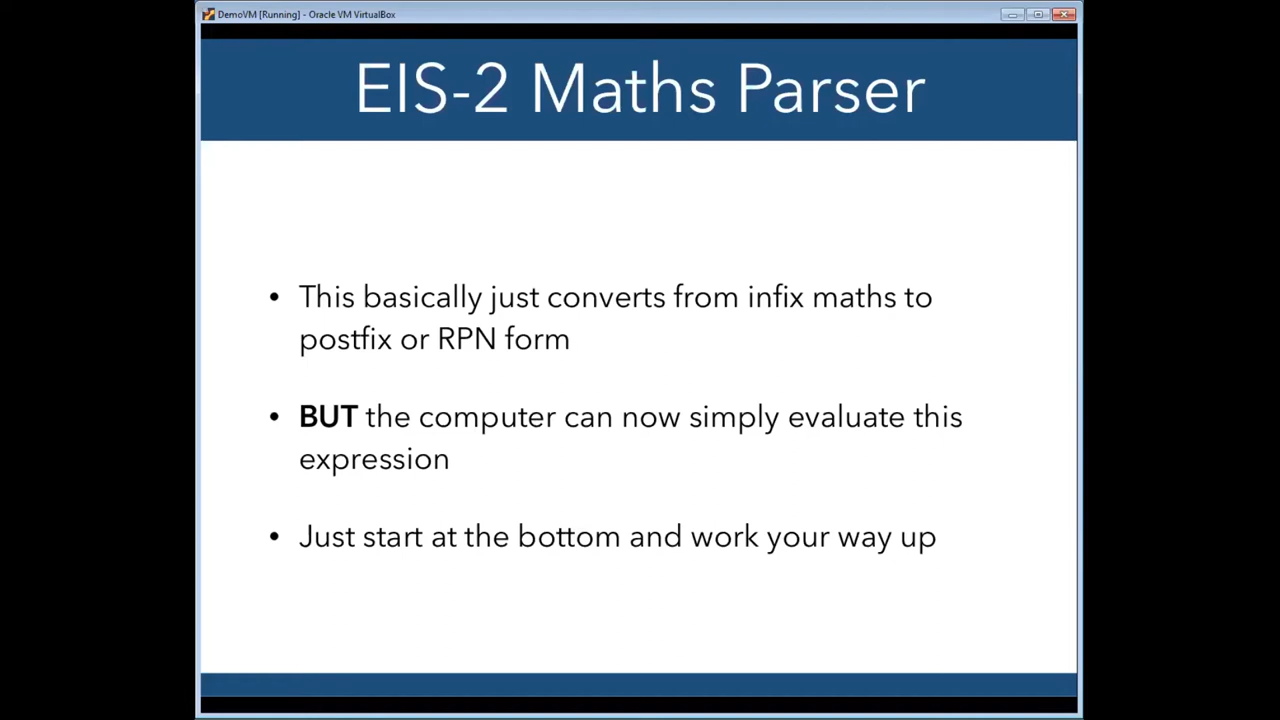 DemoVM [Running] - Oracle VM VirtualBox
EIS-2 Maths Parser
• This basically just converts from infix maths to
postfix or RPN form
• BUT the computer can now simply evaluate this
expression
• Just start at the bottom and work your way up